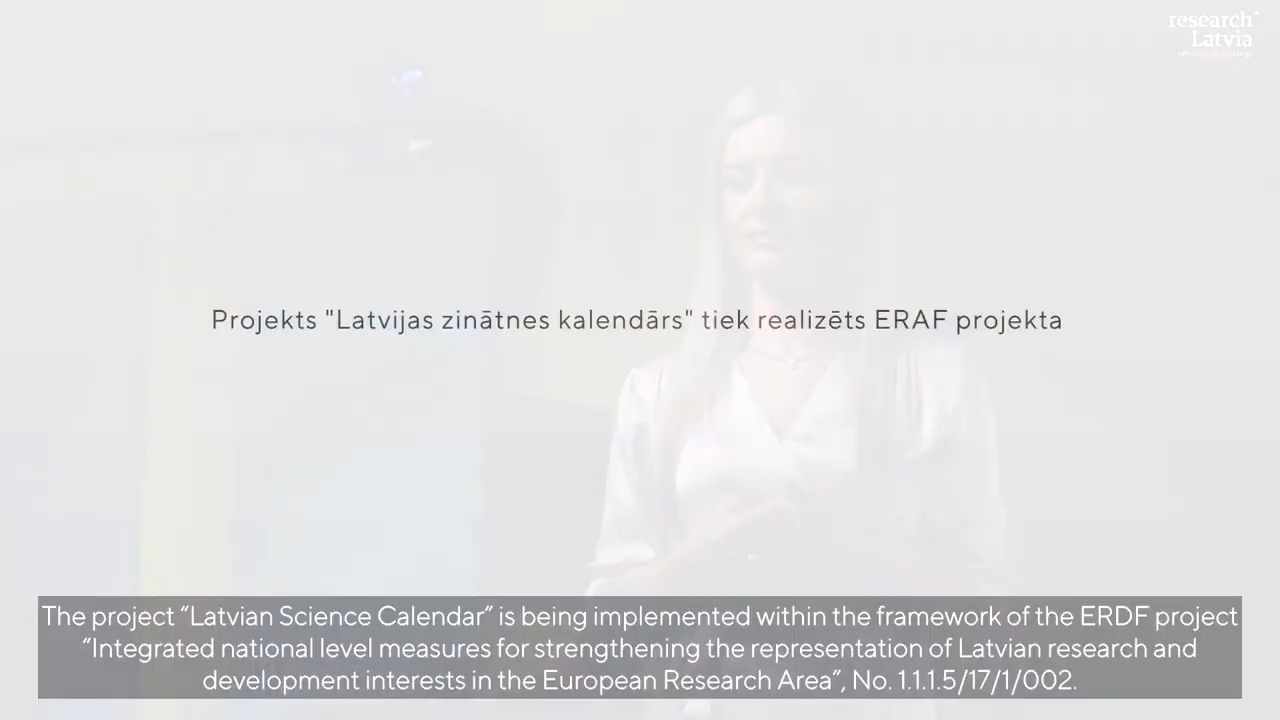 research
Latvia
Projekts "Latvijas zinātnes kalendārs" tiek realizēts ERAF projekta
The project “Latvian Science Calendar” is being implemented within the framework of the ERDF project
“Integrated national level measures for strengthening the representation of Latvian research and
development interests in the European Research Area”, No. 1.1.1.5/17/1/002.